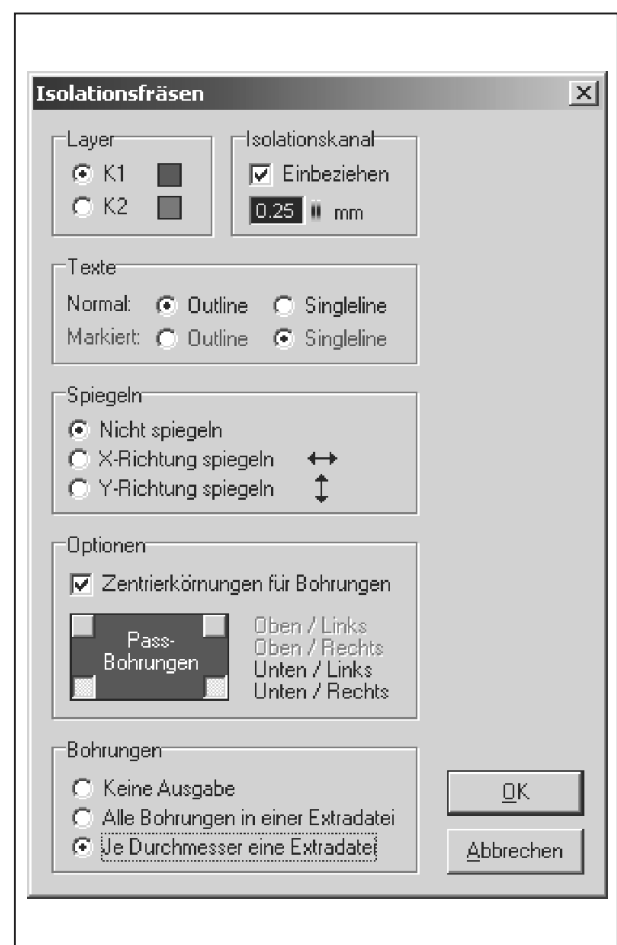 Isolationsfräsen
Layer
K1
K2
Isolationskanal
Einbeziehen
0.25 mm
Texte
Normal: Outline Singleline
Markiert: Outline Singleline
Spiegeln
Nicht spiegeln
X-Richtung spiegeln
Y-Richtung spiegeln
Optionen
Zentrierkörnungen für Bohrungen
Pass-
Bohrungen
Oben / Links
Oben / Rechts
Unten / Links
Unten / Rechts
Bohrungen
Keine Ausgabe
Alle Bohrungen in einer Extradatei
Je Durchmesser eine Extradatei
OK
Abbrechen